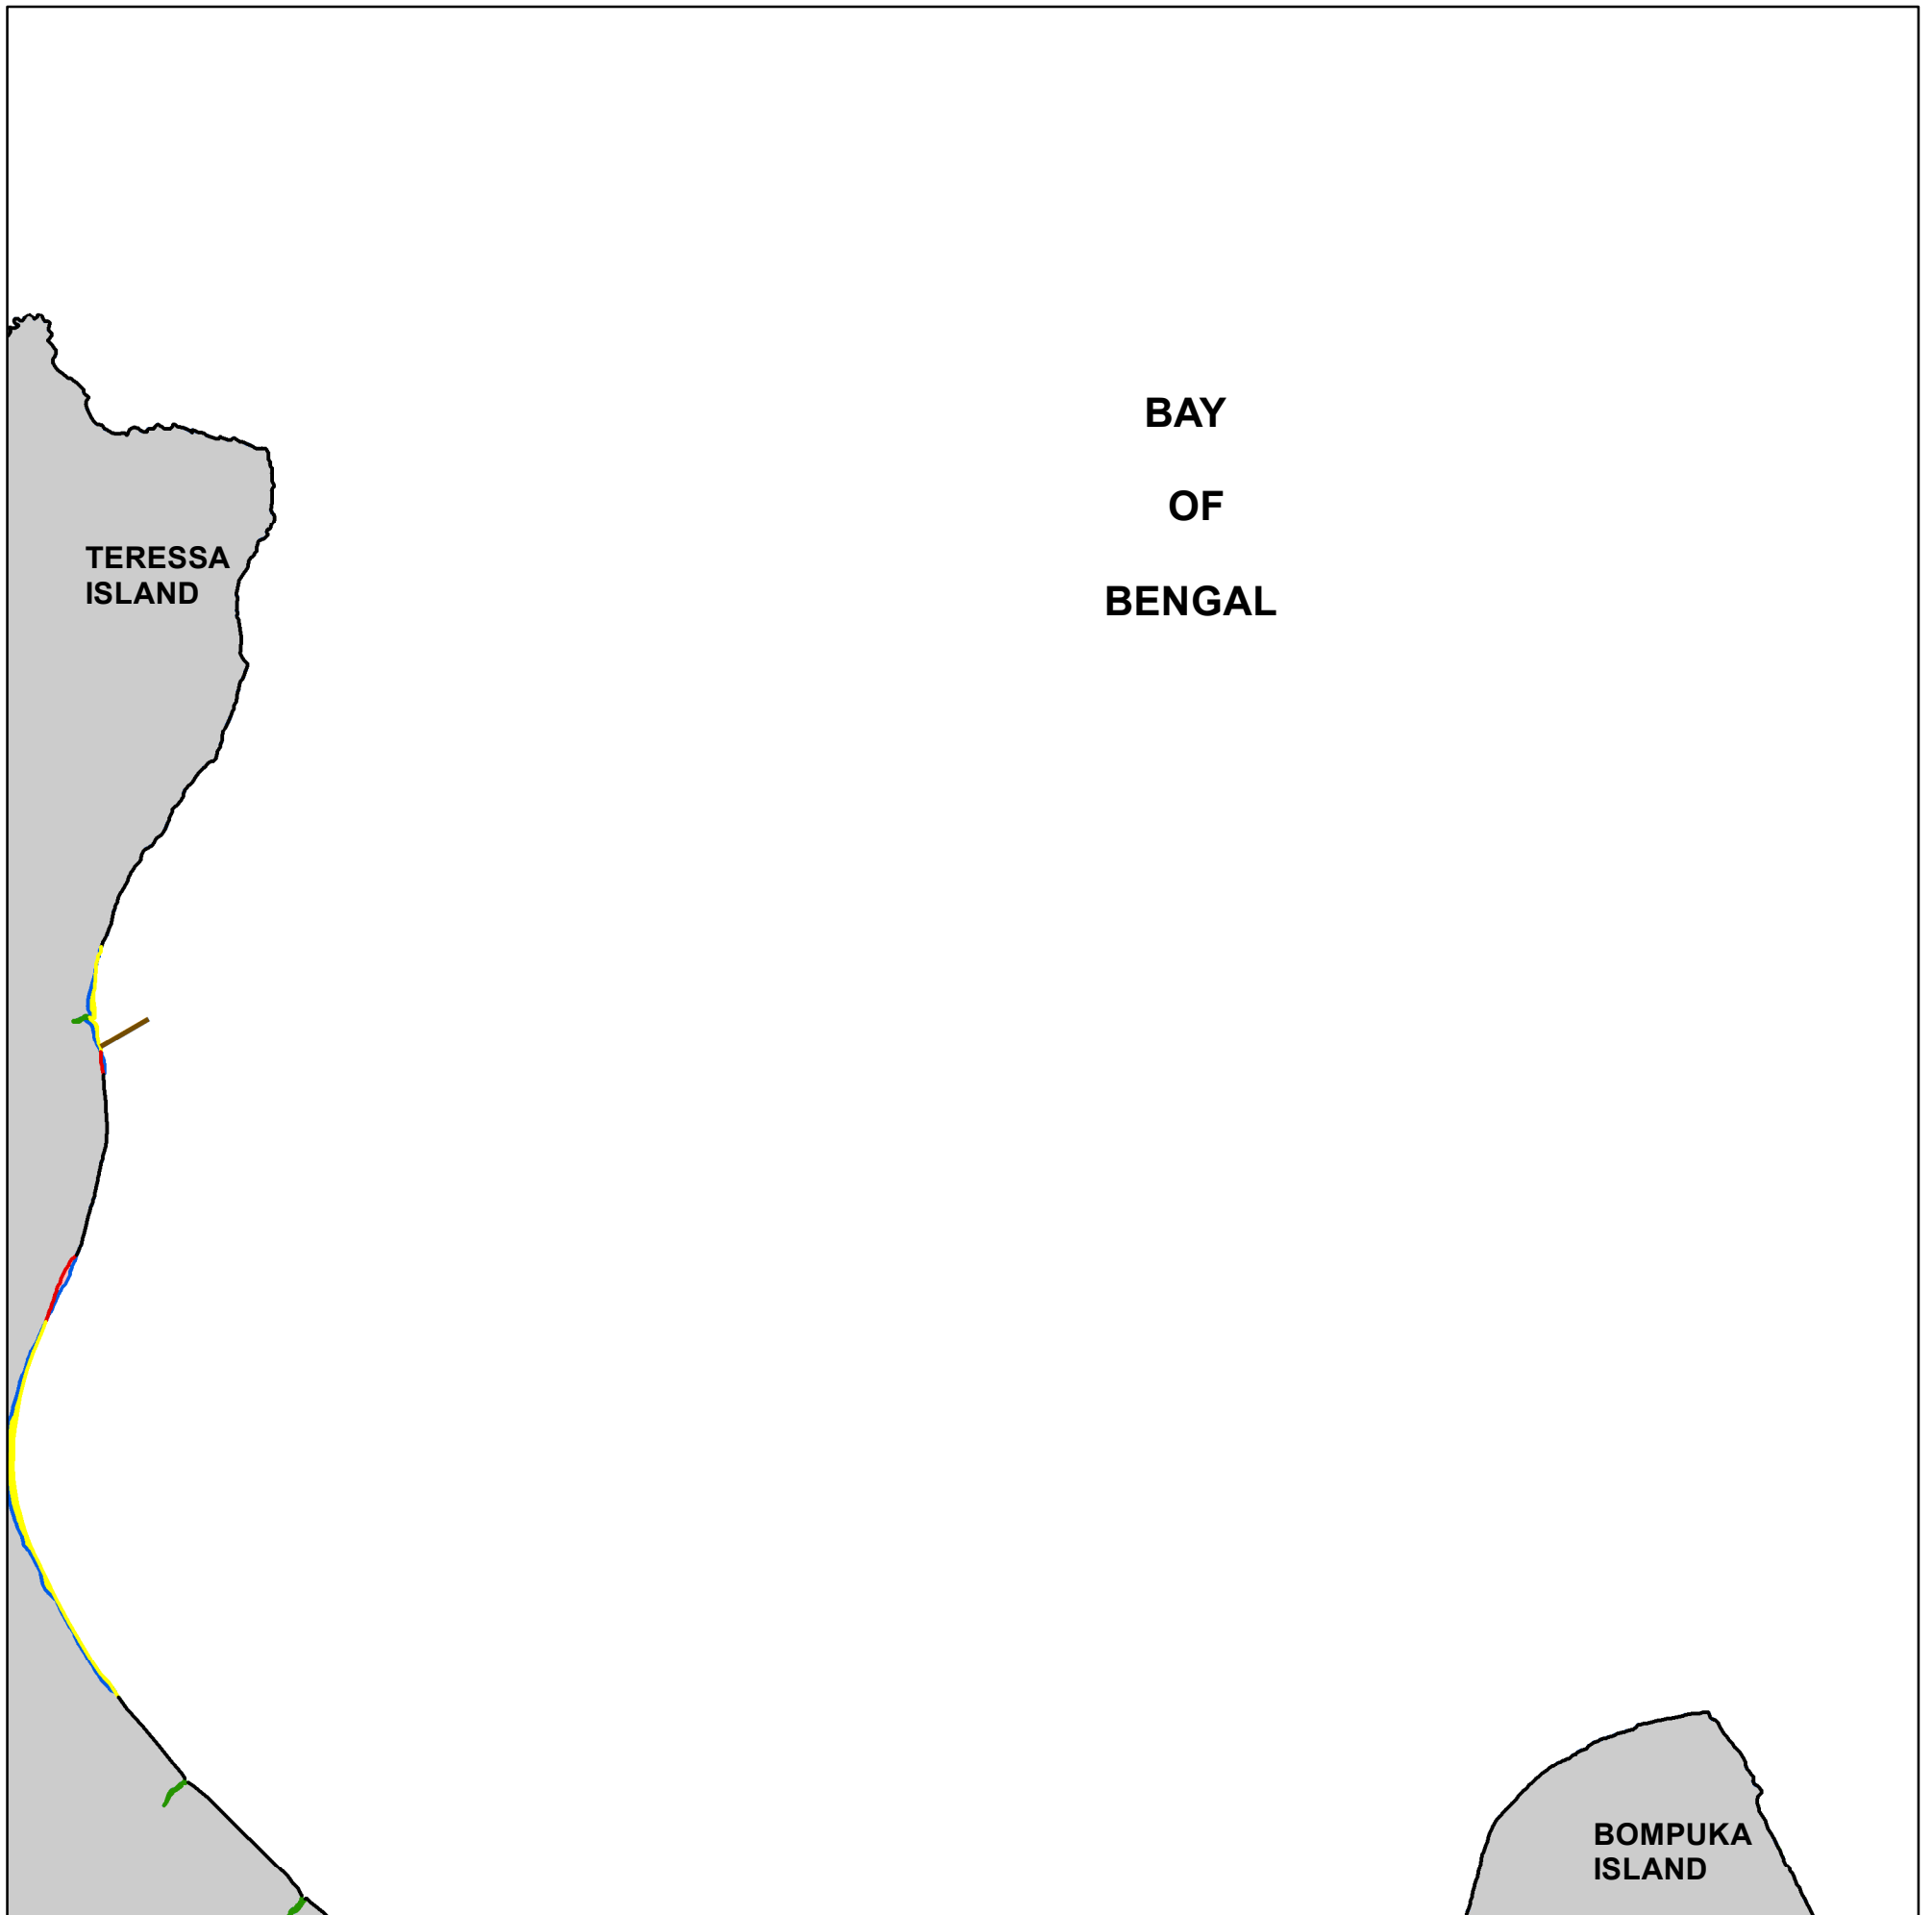 BAY
OF
BENGAL
TERESSA
ISLAND
BOMPUKA
ISLAND